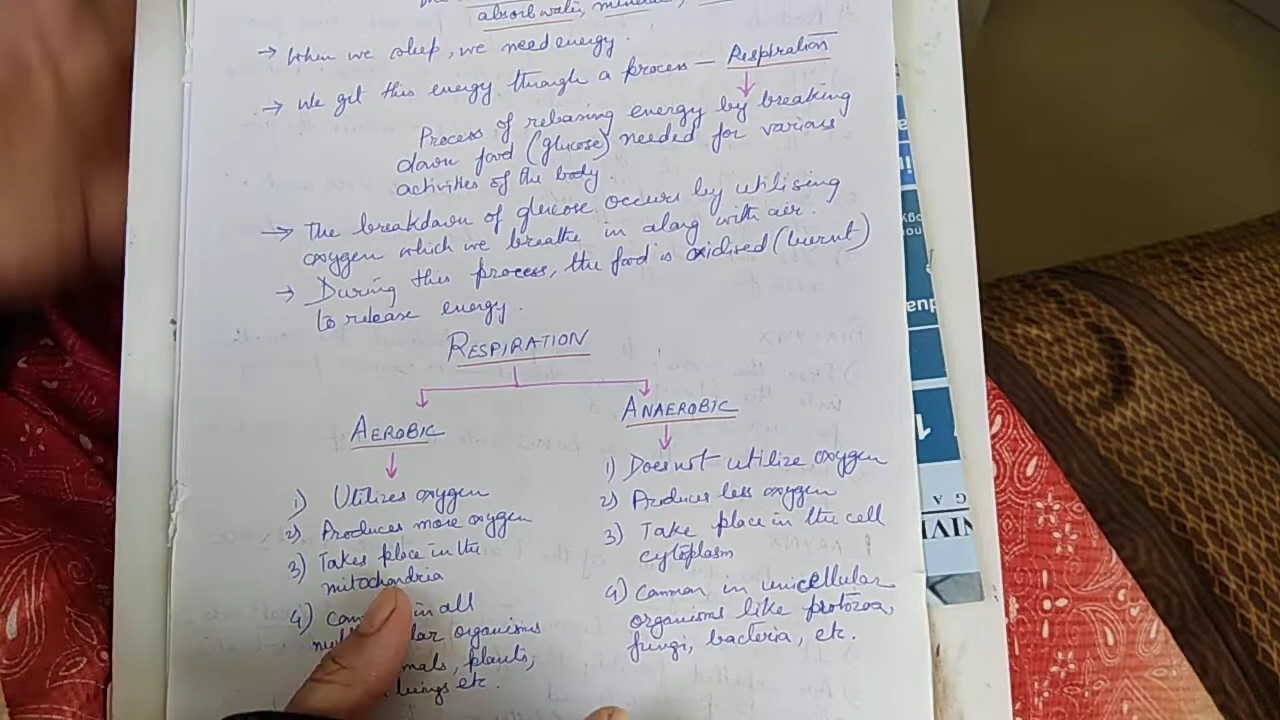 absorb water,
→ When we sleep, we need energy.
→ We get this energy through a process — Respiration
Process of releasing energy by breaking
down food (glucose) needed for various
activities of the body.
→ The breakdown of glucose occurs by utilising
oxygen which we breathe in along with air.
→ During this process, the food is oxidised (burnt)
to release energy.
RESPIRATION
AEROBIC
1) Utilizes oxygen
2) Produces more oxygen
3) Takes place in the
mitochondria
4) in all
organisms
plants,
etc.
ANAEROBIC
1) Does not utilize oxygen
2) Produces less oxygen
3) Take place in the cell
cytoplasm
4) Common in unicellular
organisms like protozoa,
fungi, bacteria, etc.